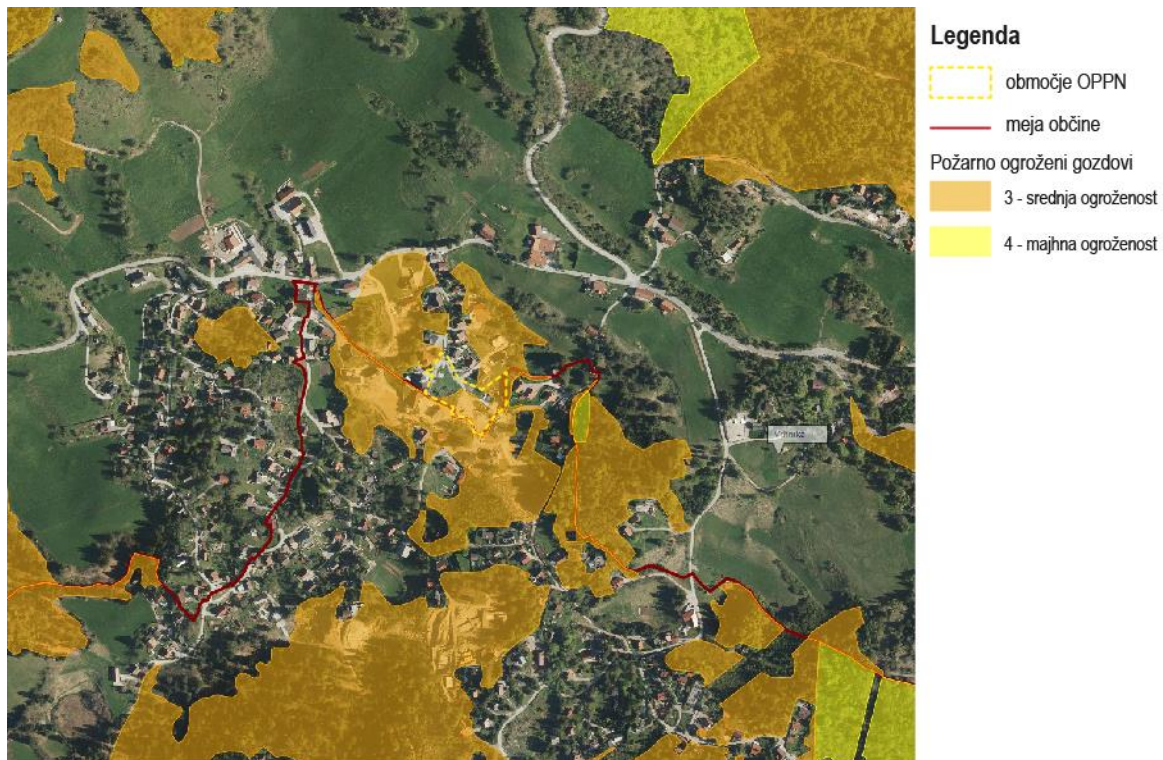 Legenda
območje OPPN
meja občine
Požarno ogroženi gozdovi
3 - srednja ogroženost
4 - majhna ogroženost